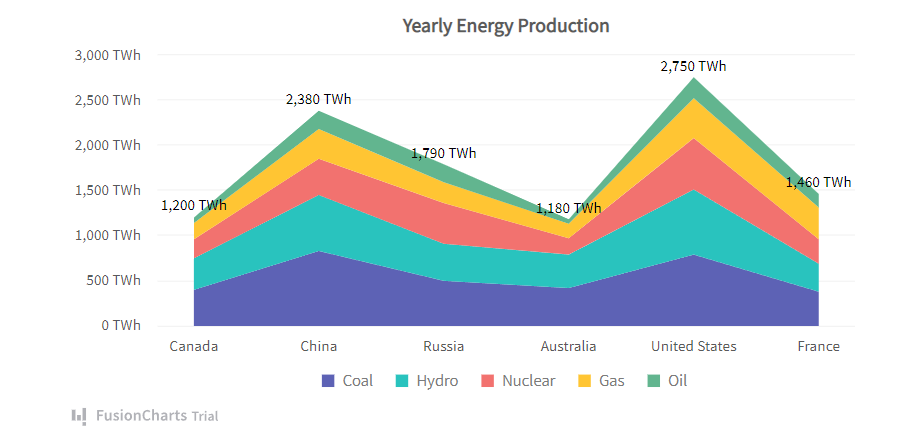 Yearly Energy Production
3,000 TWh
2,500 TWh
2,000 TWh
1,500 TWh
1,000 TWh
500 TWh
0 TWh
1,200 TWh
2,380 TWh
1,790 TWh
1,180 TWh
2,750 TWh
1,460 TWh
Canada China Russia Australia United States France
Coal Hydro Nuclear Gas Oil
FusionCharts Trial